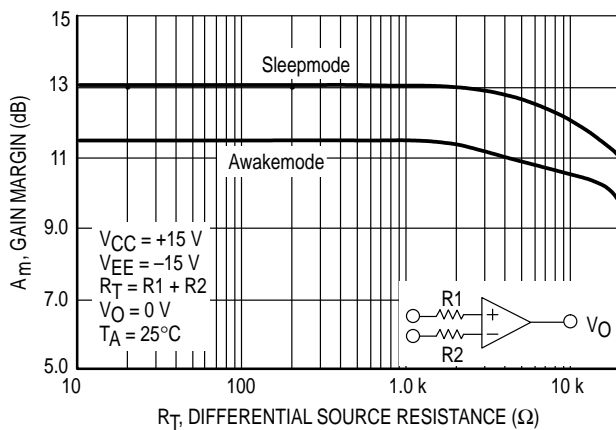 15
13
11
9.0
7.0
5.0
Am, GAIN MARGIN (dB)
Sleepmode
Awakemode
VCC = +15 V
VEE = –15 V
RT = R1 + R2
VO = 0 V
TA = 25°C
R1
R2
+
–
VO
10
100
1.0 k
10 k
RT, DIFFERENTIAL SOURCE RESISTANCE (Ω)